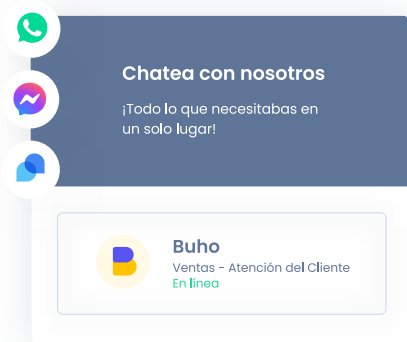 Chatea con nosotros
¡Todo lo que necesitabas en
un solo lugar!
Buho
Ventas - Atención del Cliente
En línea